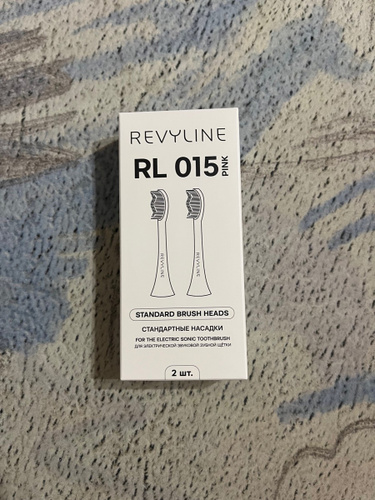 REVYLINE
RL 015 PINK
REVYLINE REVYLINE
STANDARD BRUSH HEADS
СТАНДАРТНЫЕ НАСАДКИ
FOR THE ELECTRIC SONIC TOOTHBRUSH
ДЛЯ ЭЛЕКТРИЧЕСКОЙ ЗВУКОВОЙ ЗУБНОЙ ЩЁТКИ
2 шт.